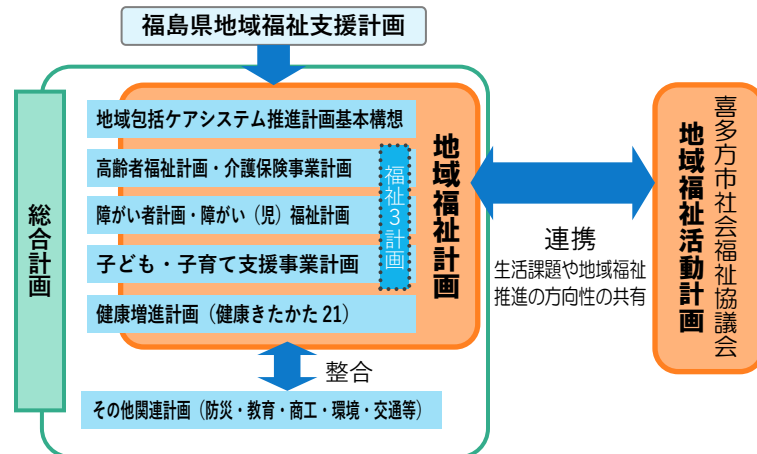 福島県地域福祉支援計画
総合計画
地域包括ケアシステム推進計画基本構想
高齢者福祉計画・介護保険事業計画
障がい者計画・障がい（児）福祉計画
子ども・子育て支援事業計画
健康増進計画（健康きたかた21）
福祉3計画
地域福祉計画
整合
その他関連計画（防災・教育・商工・環境・交通等）
連携
生活課題や地域福祉
推進の方向性の共有
喜多方市社会福祉協議会
地域福祉活動計画